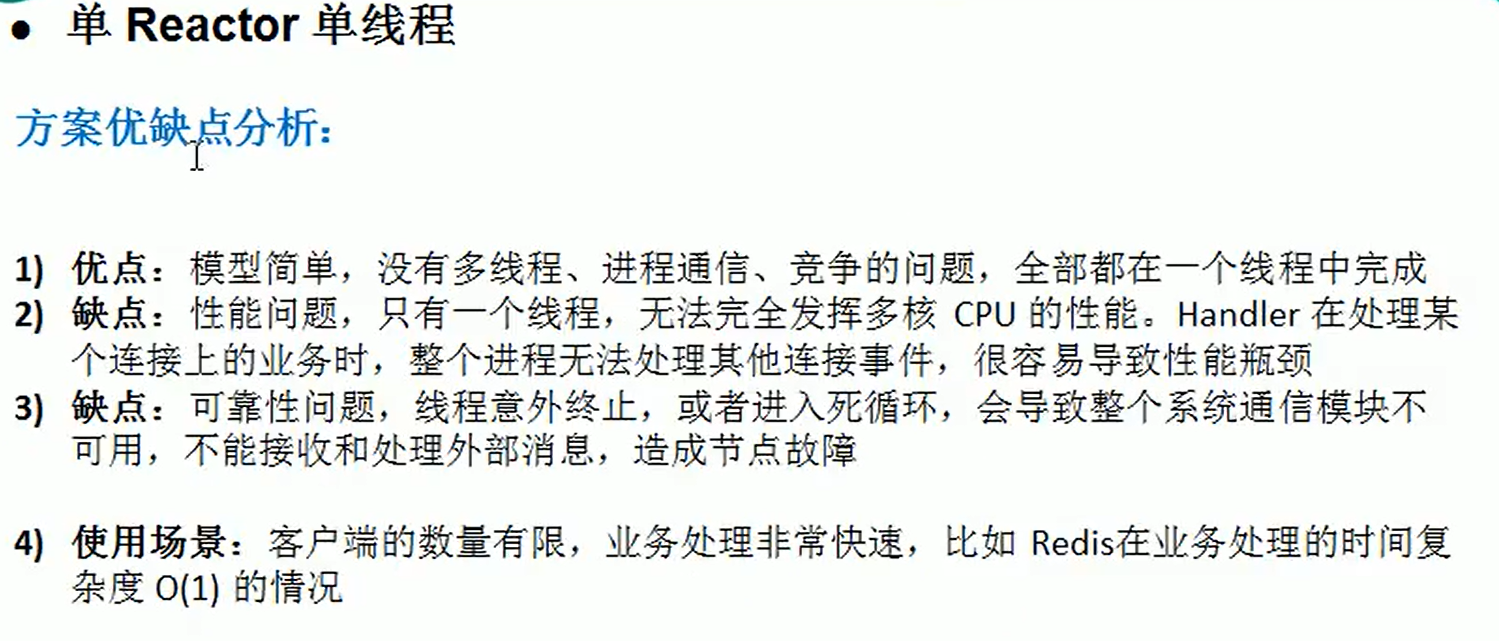 ● 单 Reactor 单线程
方案优缺点分析：
1) 优点：模型简单，没有多线程、进程通信、竞争的问题，全部都在一个线程中完成
2) 缺点：性能问题，只有一个线程，无法完全发挥多核 CPU 的性能。Handler 在处理某
个连接上的业务时，整个进程无法处理其他连接事件，很容易导致性能瓶颈
3) 缺点：可靠性问题，线程意外终止，或者进入死循环，会导致整个系统通信模块不
可用，不能接收和处理外部消息，造成节点故障
4) 使用场景：客户端的数量有限，业务处理非常快速，比如 Redis在业务处理的时间复
杂度 O(1) 的情况